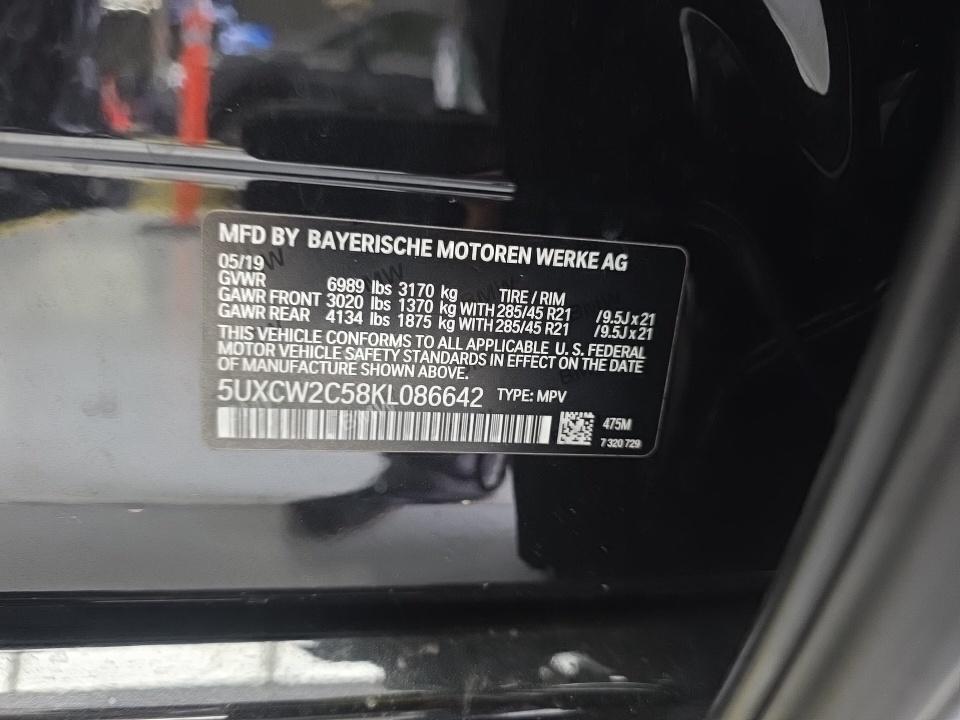 MFD BY BAYERISCHE MOTOREN WERKE AG
05/19
GVWR 6989 lbs 3170 kg TIRE / RIM
GAWR FRONT 3020 lbs 1370 kg WITH 285/45 R21 /9.5J x 21
GAWR REAR 4134 lbs 1875 kg WITH 285/45 R21 /9.5J x 21
THIS VEHICLE CONFORMS TO ALL APPLICABLE U. S. FEDERAL
MOTOR VEHICLE SAFETY STANDARDS IN EFFECT ON THE DATE
OF MANUFACTURE SHOWN ABOVE.
5UXCW2C58KL086642 TYPE: MPV
475M
7 320 729